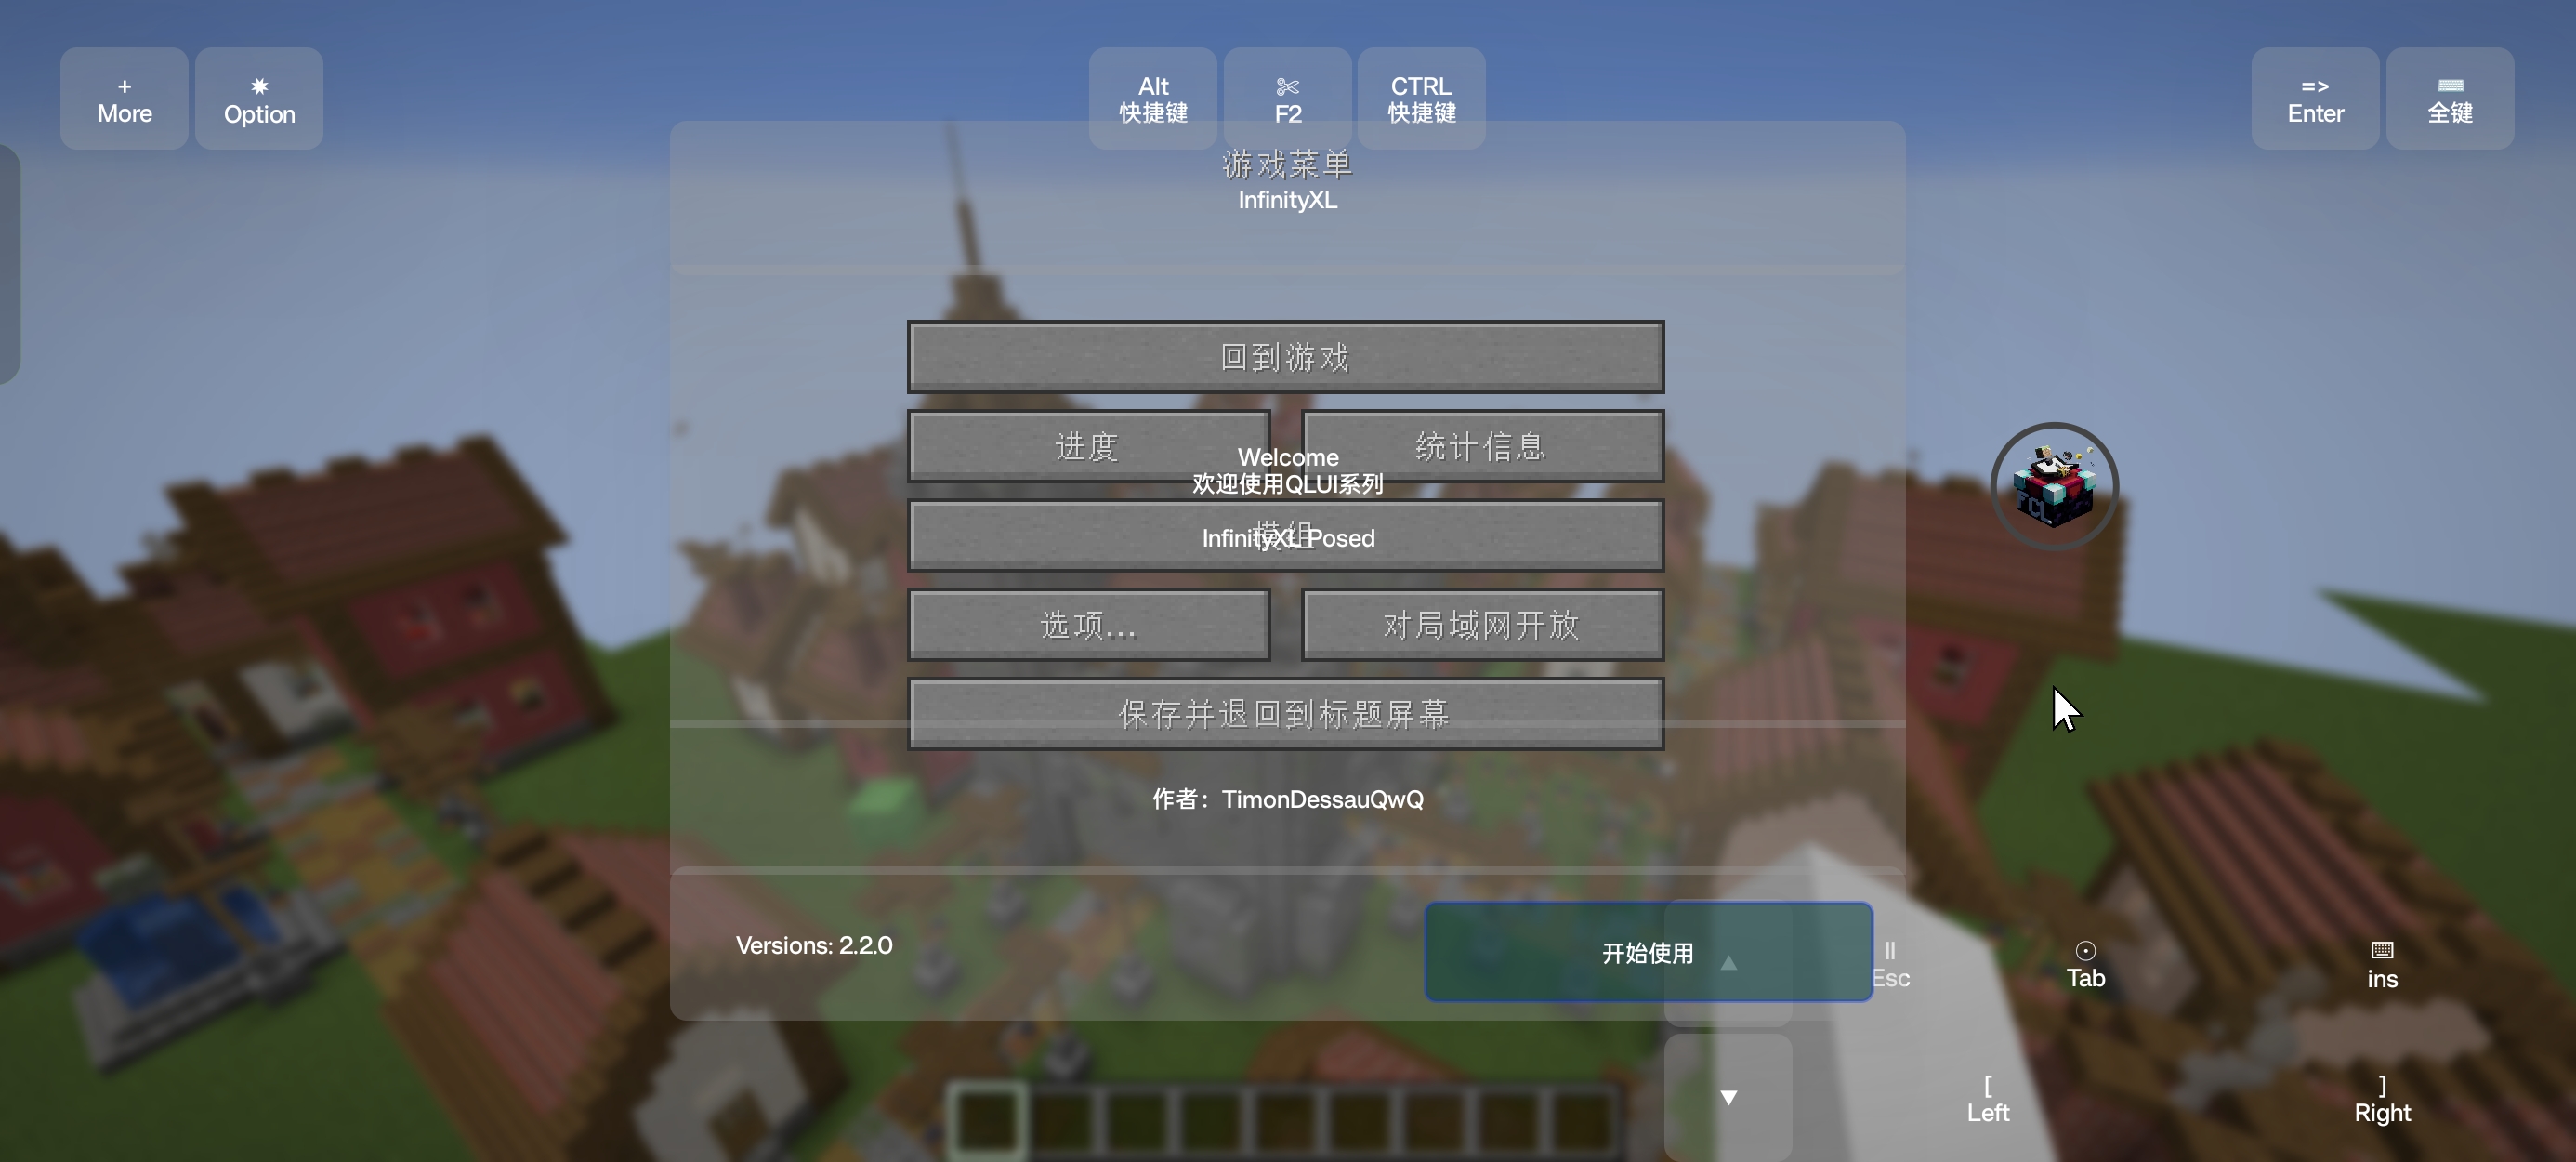 +
More
✷
Option
Alt
快捷键
✂
F2
CTRL
快捷键
=>
Enter
⌨
全键
游戏菜单
InfinityXL
回到游戏
进度
统计信息
Welcome
欢迎使用QLUI系列
模组
InfinityXL Posed
选项...
对局域网开放
保存并退回到标题屏幕
作者：TimonDessauQwQ
Versions: 2.2.0
开始使用
▲
II
Esc
⊙
Tab
⌨
ins
▼
[
Left
]
Right
FCL